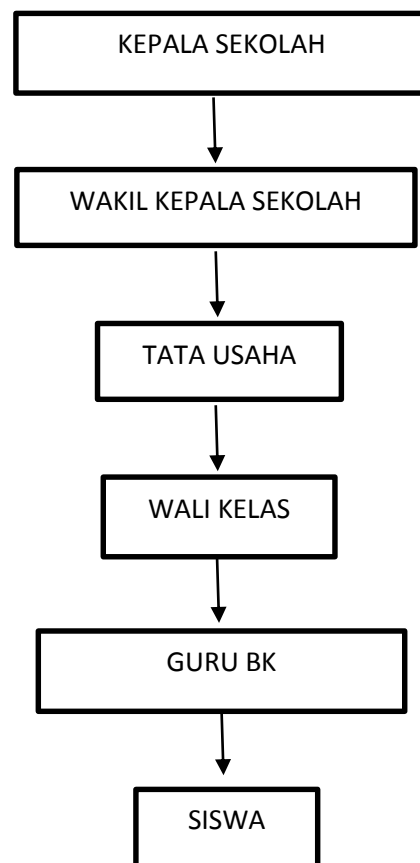 KEPALA SEKOLAH
WAKIL KEPALA SEKOLAH
TATA USAHA
WALI KELAS
GURU BK
SISWA